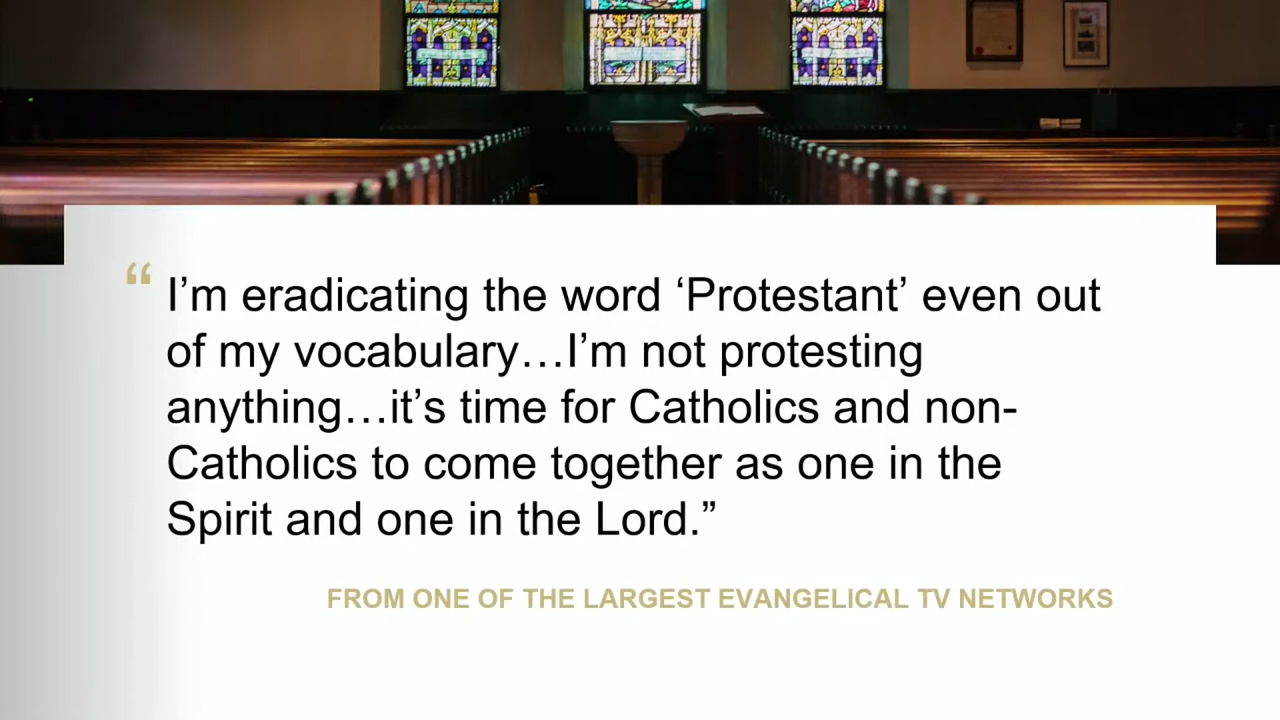 “I’m eradicating the word ‘Protestant’ even out
of my vocabulary…I’m not protesting
anything…it’s time for Catholics and non-
Catholics to come together as one in the
Spirit and one in the Lord.”
FROM ONE OF THE LARGEST EVANGELICAL TV NETWORKS